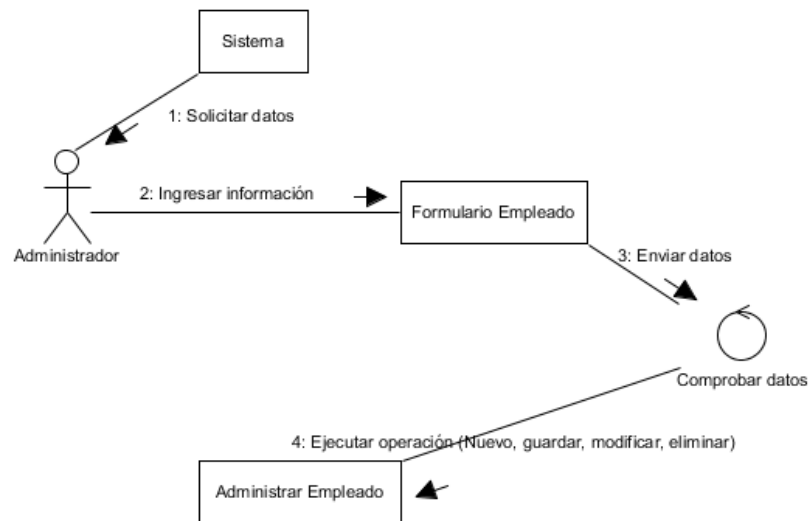 Sistema
1: Solicitar datos
2: Ingresar información
Formulario Empleado
Administrador
3: Enviar datos
Comprobar datos
4: Ejecutar operación (Nuevo, guardar, modificar, eliminar)
Administrar Empleado